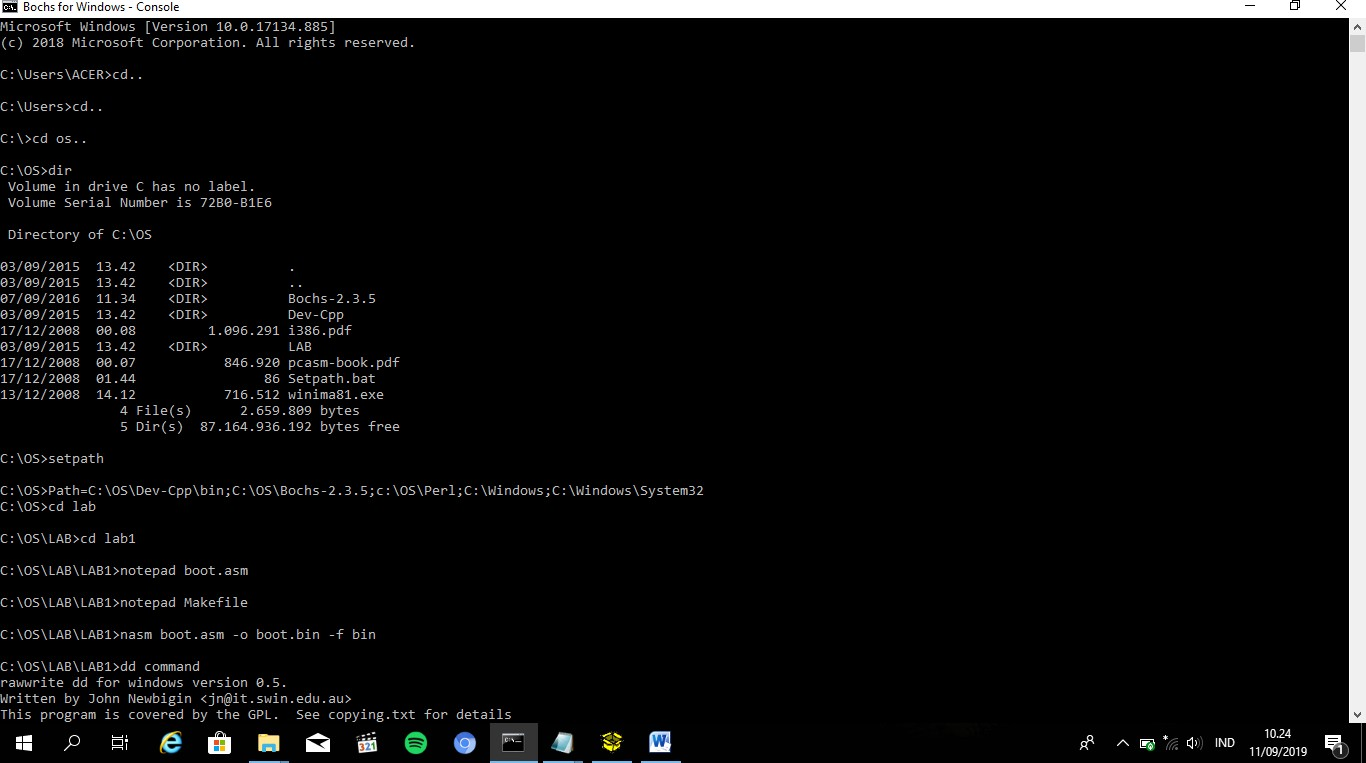 Bochs for Windows - Console
Microsoft Windows [Version 10.0.17134.885]
(c) 2018 Microsoft Corporation. All rights reserved.
C:\Users\ACER>cd..
C:\Users>cd..
C:\>cd os..
C:\OS>dir
 Volume in drive C has no label.
 Volume Serial Number is 72B0-B1E6
 Directory of C:\OS
03/09/2015  13.42    <DIR>          .
03/09/2015  13.42    <DIR>          ..
07/09/2016  11.34    <DIR>          Bochs-2.3.5
03/09/2015  13.42    <DIR>          Dev-Cpp
17/12/2008  00.08         1.096.291 i386.pdf
03/09/2015  13.42    <DIR>          LAB
17/12/2008  00.07           846.920 pcasm-book.pdf
17/12/2008  01.44                86 Setpath.bat
13/12/2008  14.12           716.512 winima81.exe
               4 File(s)      2.659.809 bytes
               5 Dir(s)  87.164.936.192 bytes free
C:\OS>setpath
C:\OS>Path=C:\OS\Dev-Cpp\bin;C:\OS\Bochs-2.3.5;c:\OS\Perl;C:\Windows;C:\Windows\System32
C:\OS>cd lab
C:\OS\LAB>cd lab1
C:\OS\LAB\LAB1>notepad boot.asm
C:\OS\LAB\LAB1>notepad Makefile
C:\OS\LAB\LAB1>nasm boot.asm -o boot.bin -f bin
C:\OS\LAB\LAB1>dd command
rawwrite dd for windows version 0.5.
Written by John Newbigin <jn@it.swin.edu.au>
This program is covered by the GPL.  See copying.txt for details
321
IND
10.24
11/09/2019
1